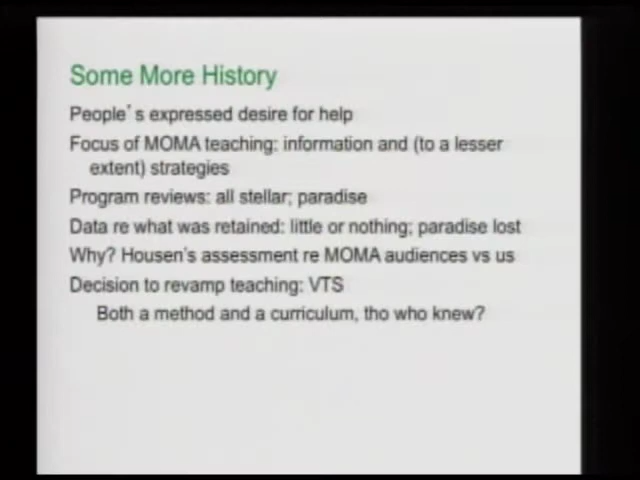 Some More History
People's expressed desire for help
Focus of MOMA teaching: information and (to a lesser
extent) strategies
Program reviews: all stellar; paradise
Data re what was retained: little or nothing; paradise lost
Why? Housen's assessment re MOMA audiences vs us
Decision to revamp teaching: VTS
Both a method and a curriculum, tho who knew?